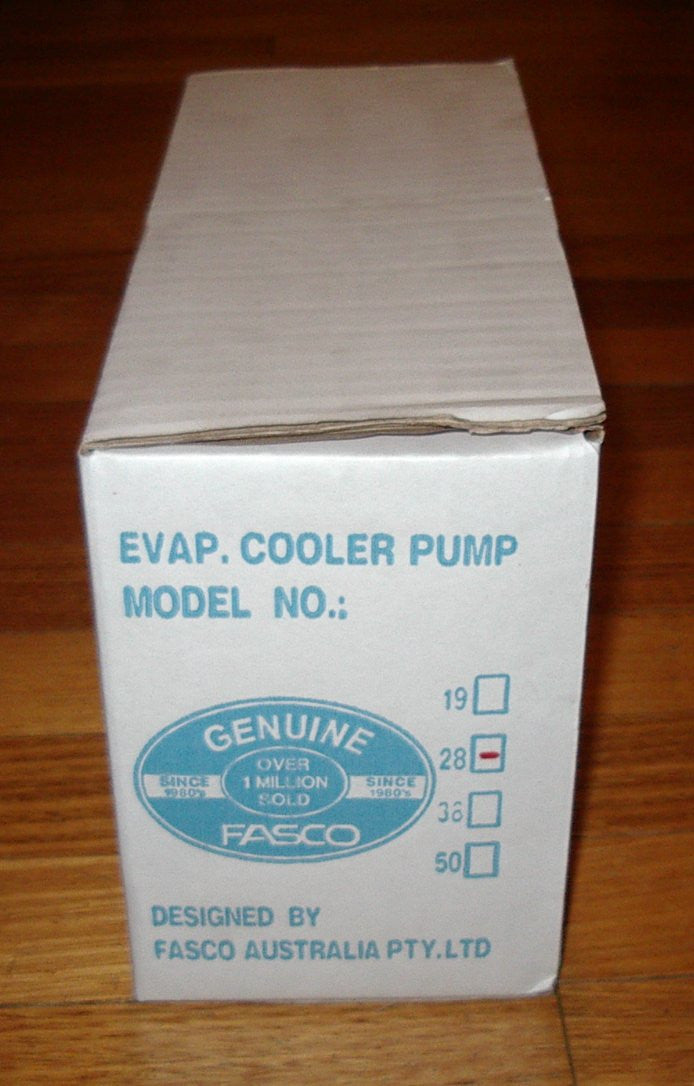 EVAP. COOLER PUMP
MODEL NO.:
19
28
38
50
GENUINE
OVER
1 MILLION
SOLD
SINCE
1980's
SINCE
1980's
FASCO
DESIGNED BY
FASCO AUSTRALIA PTY.LTD